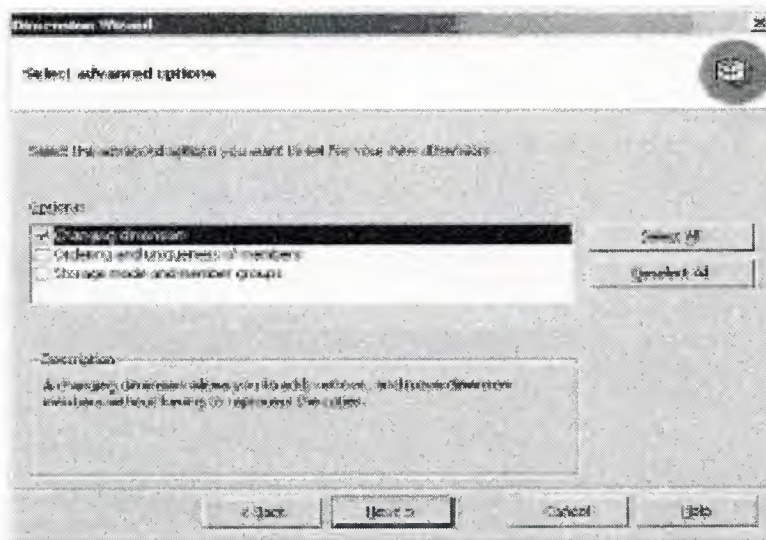 Dimension Wizard
Select advanced options
Select the advanced options you want to set for your new dimension.
Options:
Changing dimension
Ordering and uniqueness of members
Storage mode and member groups
Select All
Deselect All
Description
A changing dimension allows you to add, remove, and move dimension
members without having to reprocess the cubes.
< Back
Next >
Cancel
Help